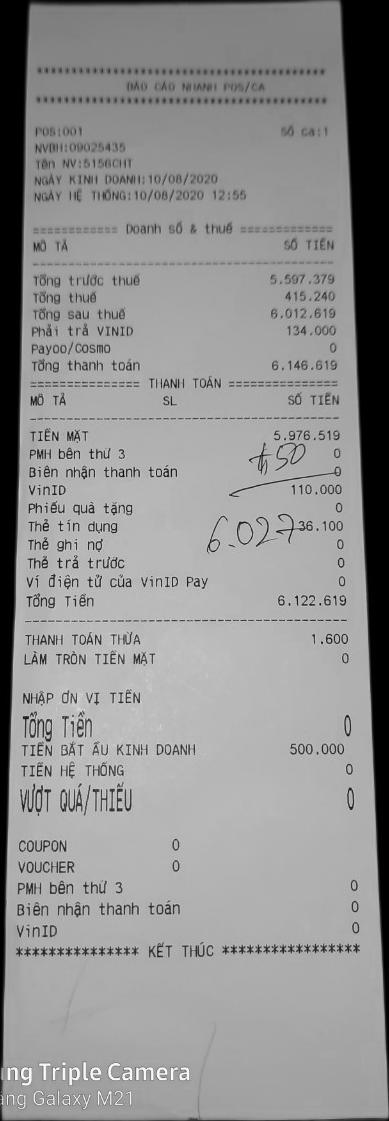 ****************************************
BÁO CÁO NHANH POS/CA
****************************************
POS:001 Số ca:1
NVBH:09025435
Tên NV:5156CHT
NGÀY KINH DOANH:10/08/2020
NGÀY HỆ THỐNG:10/08/2020 12:55
============ Doanh số & thuế =============
MÔ TẢ SỐ TIỀN
Tổng trước thuế 5.597.379
Tổng thuế 415.240
Tổng sau thuế 6.012.619
Phải trả VINID 134.000
Payoo/Cosmo 0
Tổng thanh toán 6.146.619
=============== THANH TOÁN ===============
MÔ TẢ SL SỐ TIỀN
TIỀN MẶT 5.976.519
PMH bên thứ 3 0
Biên nhận thanh toán 0
VinID 110.000
Phiếu quà tặng 0
Thẻ tín dụng 36.100
Thẻ ghi nợ 0
Thẻ trả trước 0
Ví điện tử của VinID Pay 0
Tổng Tiền 6.122.619
50
6.027
THANH TOÁN THỪA 1.600
LÀM TRÒN TIỀN MẶT 0
NHẬP ƠN VỊ TIỀN
Tổng Tiền 0
TIỀN BẮT ẦU KINH DOANH 500.000
TIỀN HỆ THỐNG 0
VƯỢT QUÁ/THIẾU 0
COUPON 0
VOUCHER 0
PMH bên thứ 3 0
Biên nhận thanh toán 0
VinID 0
*************** KẾT THÚC *****************
ng Triple Camera
ng Galaxy M21